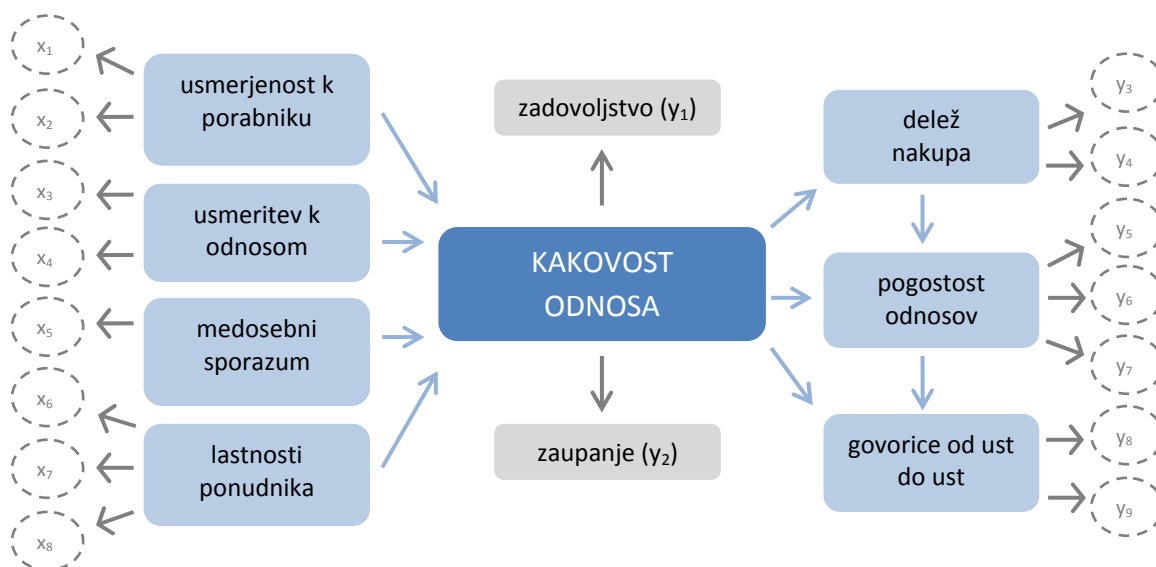 x₁
x₂
x₃
x₄
x₅
x₆
x₇
x₈
usmerjenost k
porabniku
usmeritev k
odnosom
medosebni
sporazum
lastnosti
ponudnika
zadovoljstvo (y₁)
KAKOVOST
ODNOSA
zaupanje (y₂)
delež
nakupa
pogostost
odnosov
govorice od ust
do ust
y₃
y₄
y₅
y₆
y₇
y₈
y₉